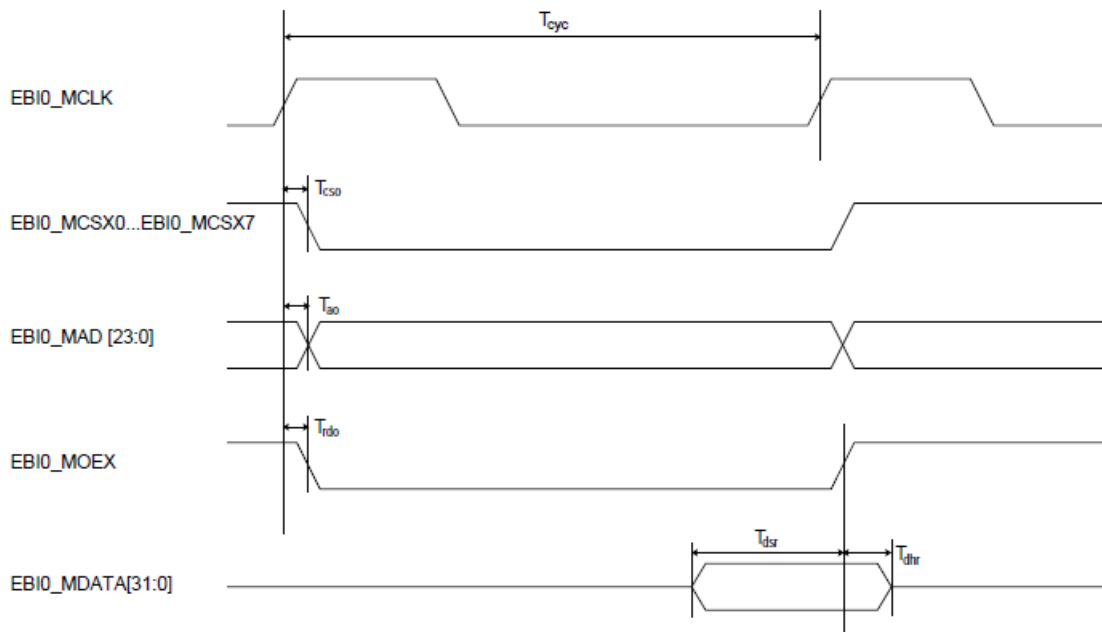 Tcyc
EBI0_MCLK
Tcso
EBI0_MCSX0...EBI0_MCSX7
Tao
EBI0_MAD [23:0]
Trdo
EBI0_MOEX
Tdsr
Tdhr
EBI0_MDATA[31:0]